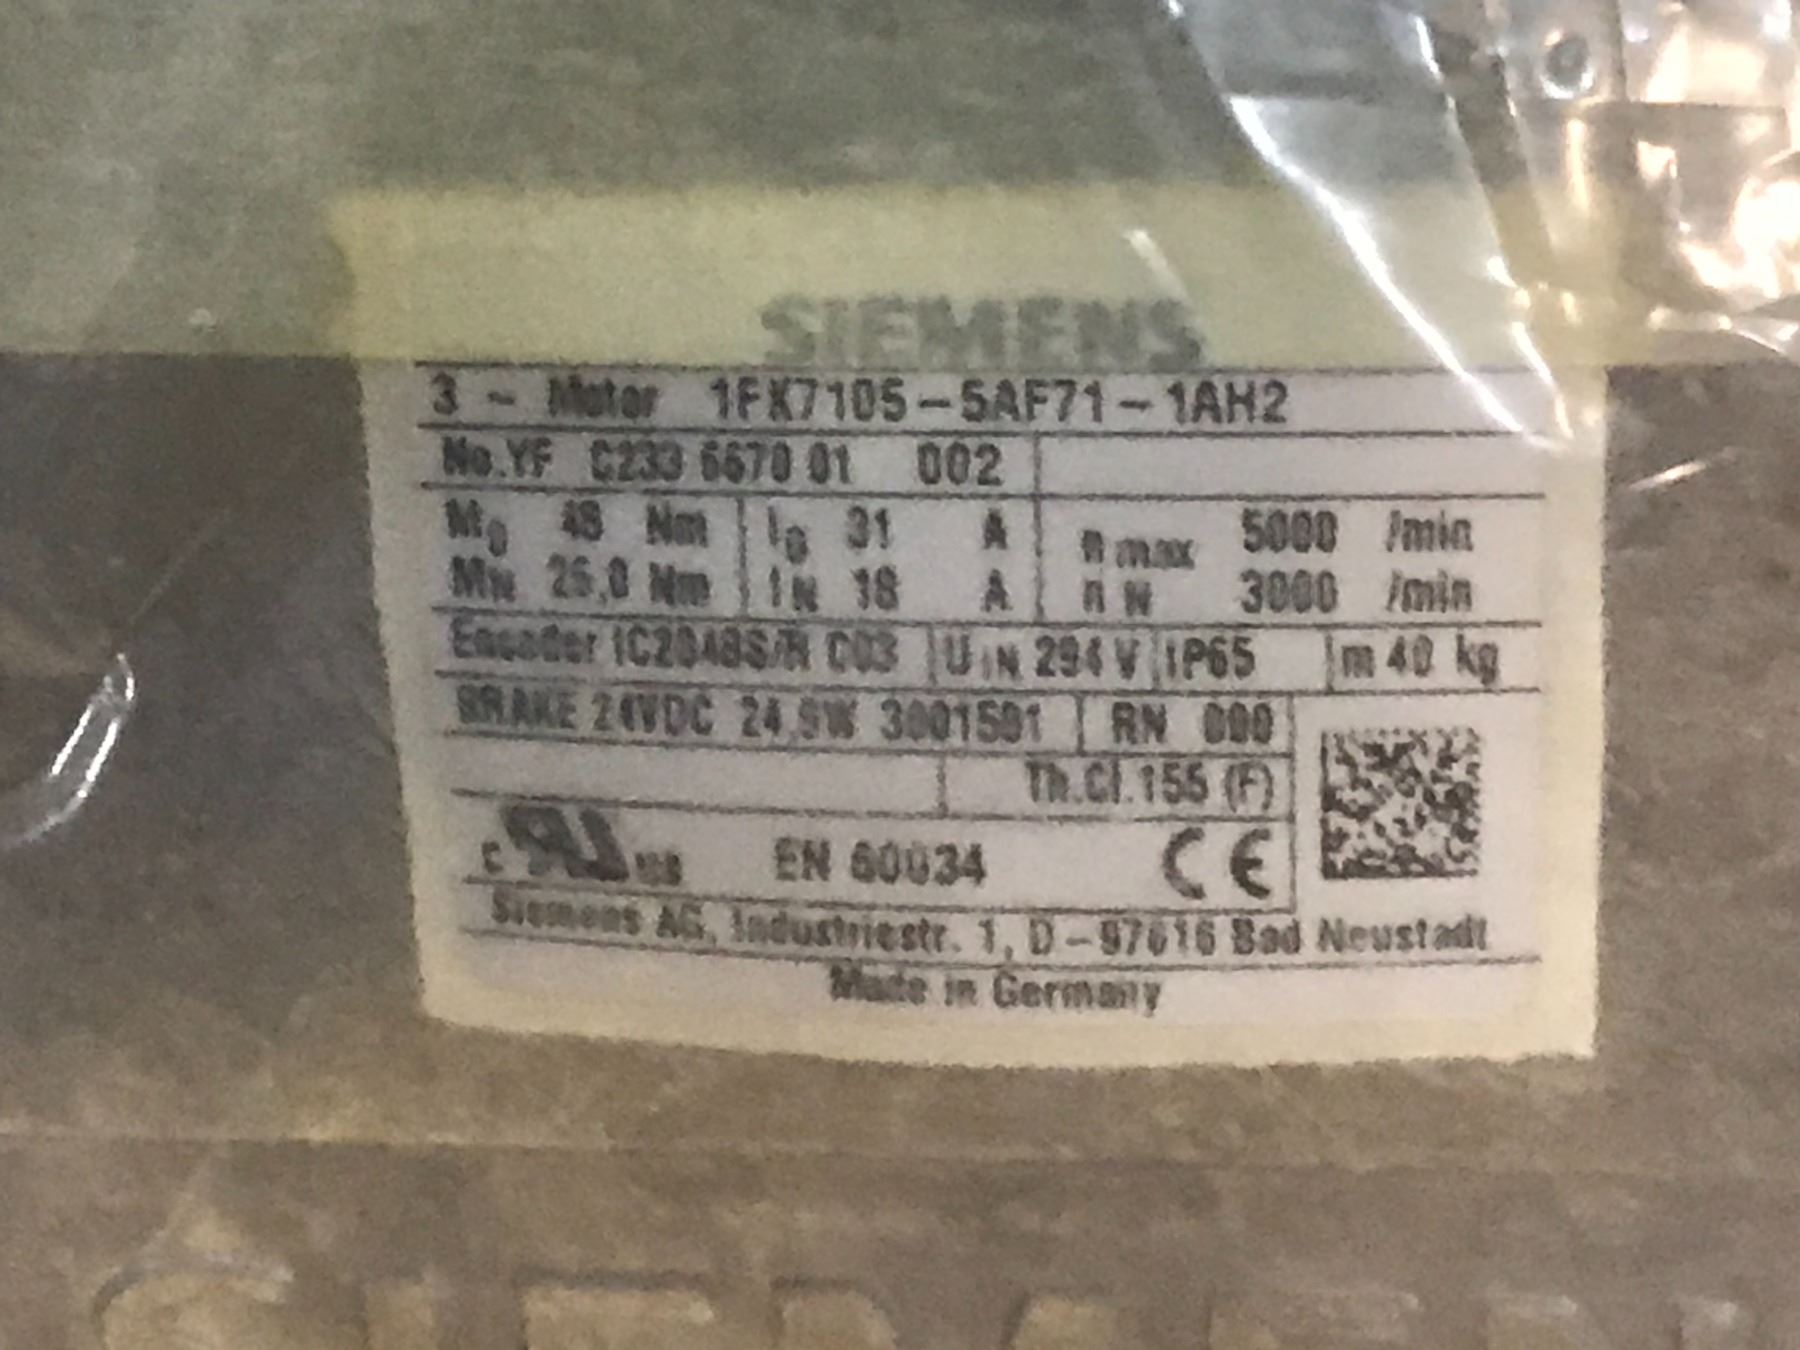 SIEMENS
3 ~ Motor 1FK7105-5AF71-1AH2
No.YF C233 6670 01 002
M0 48 Nm I0 31 A n max 5000 /min
MN 26,0 Nm IN 18 A n N 3000 /min
Encoder IC2048S/R C03 U IN 294 V IP65 m 40 kg
BRAKE 24VDC 24,9W 3001501 RN 000
Th.Cl.155 (F)
c RU us EN 60034 CE
Siemens AG, Industriestr. 1, D-97616 Bad Neustadt
Made in Germany